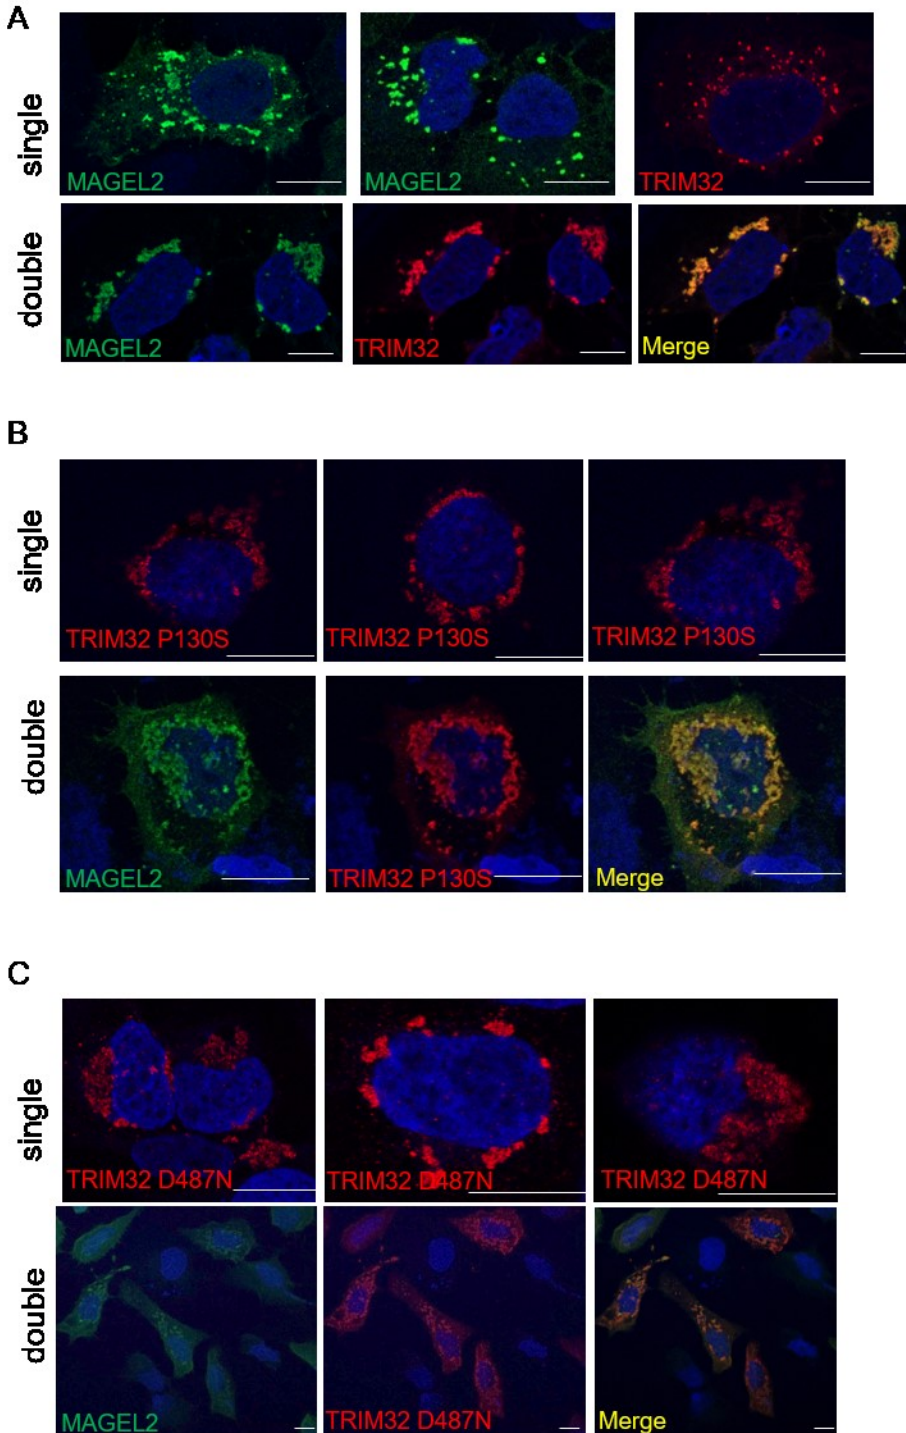 A
single
MAGEL2
MAGEL2
TRIM32
double
MAGEL2
TRIM32
Merge
B
single
TRIM32 P130S
TRIM32 P130S
TRIM32 P130S
double
MAGEL2
TRIM32 P130S
Merge
C
single
TRIM32 D487N
TRIM32 D487N
TRIM32 D487N
double
MAGEL2
TRIM32 D487N
Merge